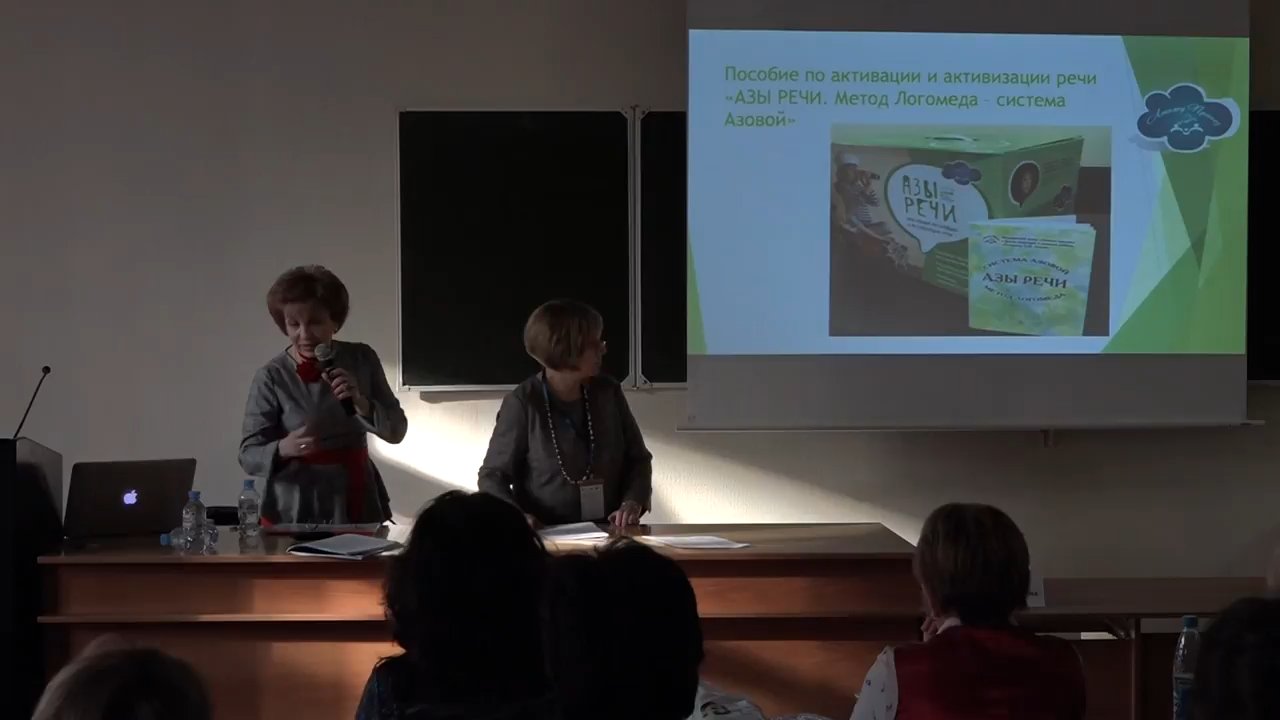 Пособие по активации и активизации речи
«АЗЫ РЕЧИ. Метод Логомеда – система
Азовой»
АЗЫ
РЕЧИ
СИСТЕМА АЗОВОЙ
АЗЫ РЕЧИ
МЕТОД ЛОГОМЕДА